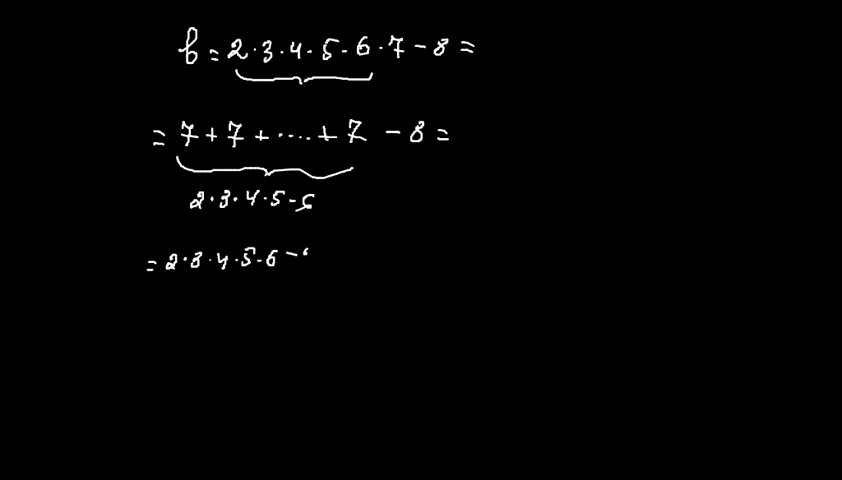 b = 2·3·4·5·6·7-8 =
= 7+7+....+7 -8 =
2·3·4·5·6
= 2·3·4·5·6 -